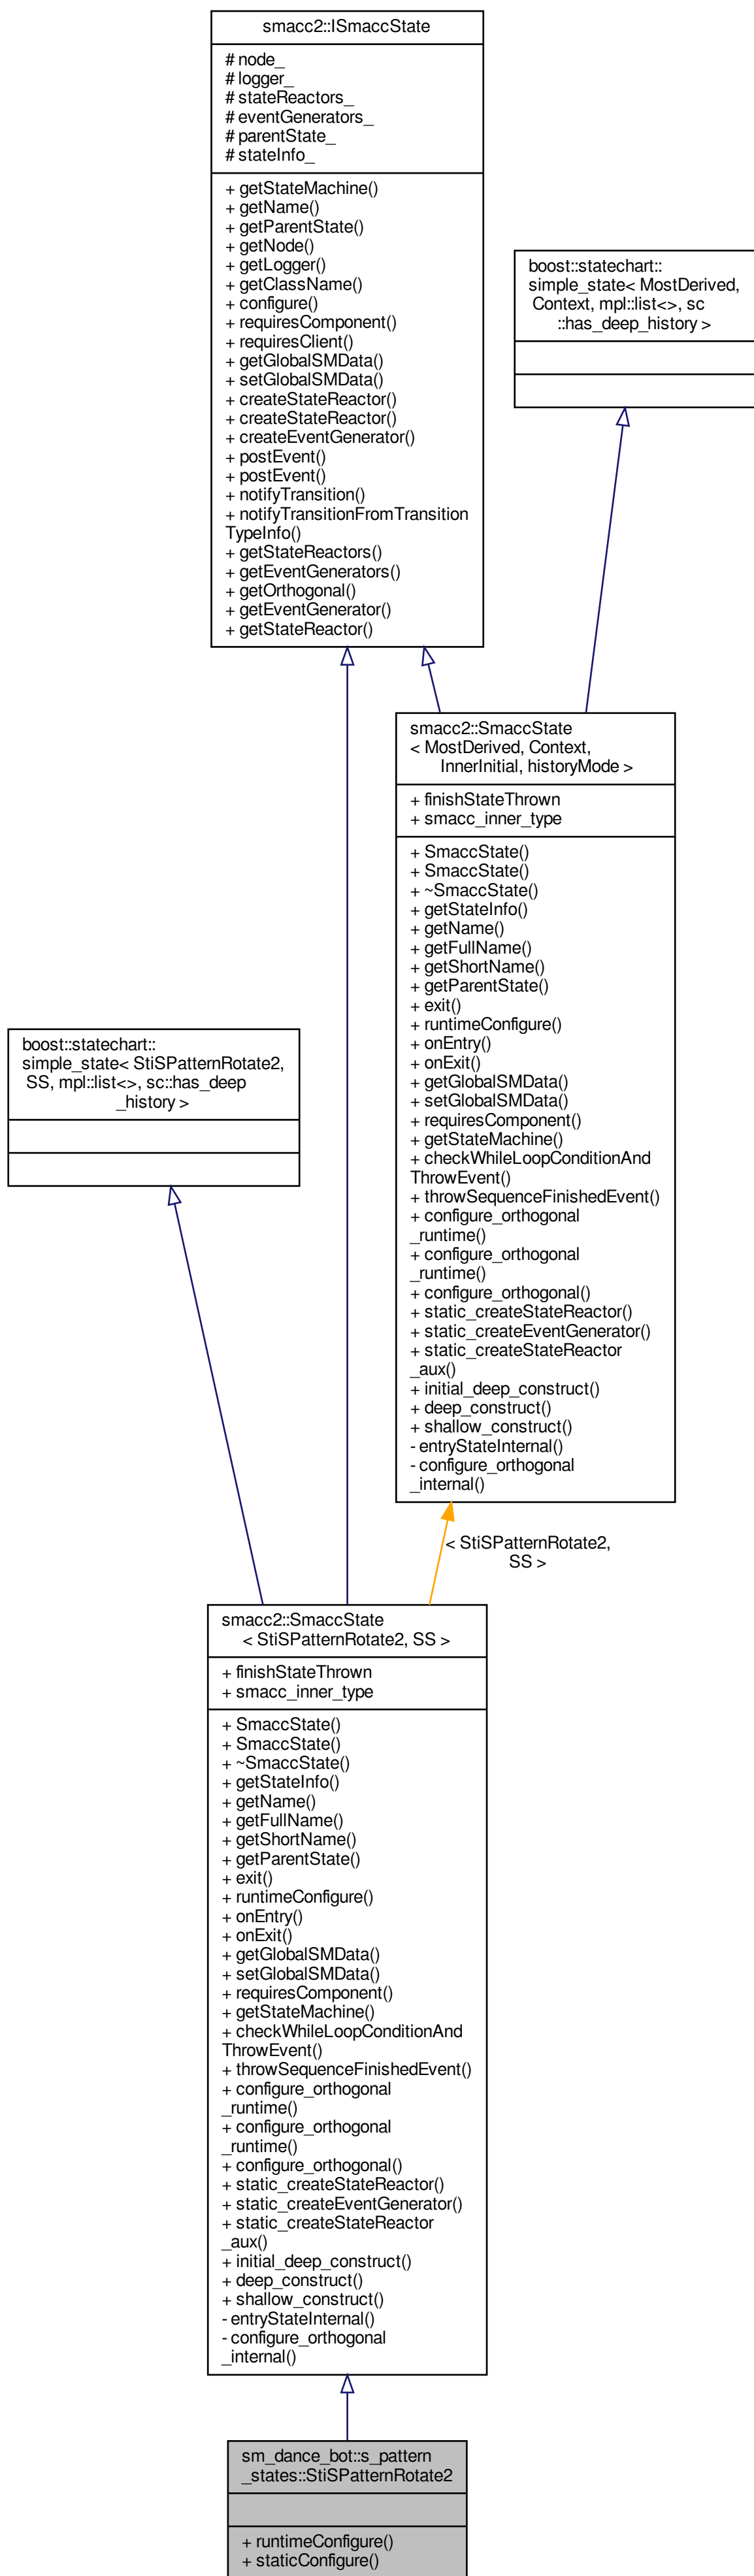 smacc2::ISmaccState
# node_
# logger_
# stateReactors_
# eventGenerators_
# parentState_
# stateInfo_
+ getStateMachine()
+ getName()
+ getParentState()
+ getNode()
+ getLogger()
+ getClassName()
+ configure()
+ requiresComponent()
+ requiresClient()
+ getGlobalSMData()
+ setGlobalSMData()
+ createStateReactor()
+ createStateReactor()
+ createEventGenerator()
+ postEvent()
+ postEvent()
+ notifyTransition()
+ notifyTransitionFromTransition
TypeInfo()
+ getStateReactors()
+ getEventGenerators()
+ getOrthogonal()
+ getEventGenerator()
+ getStateReactor()
boost::statechart::
simple_state< MostDerived,
Context, mpl::list<>, sc
::has_deep_history >
smacc2::SmaccState
< MostDerived, Context,
InnerInitial, historyMode >
+ finishStateThrown
+ smacc_inner_type
+ SmaccState()
+ SmaccState()
+ ~SmaccState()
+ getStateInfo()
+ getName()
+ getFullName()
+ getShortName()
+ getParentState()
+ exit()
+ runtimeConfigure()
+ onEntry()
+ onExit()
+ getGlobalSMData()
+ setGlobalSMData()
+ requiresComponent()
+ getStateMachine()
+ checkWhileLoopConditionAnd
ThrowEvent()
+ throwSequenceFinishedEvent()
+ configure_orthogonal
_runtime()
+ configure_orthogonal
_runtime()
+ configure_orthogonal()
+ static_createStateReactor()
+ static_createEventGenerator()
+ static_createStateReactor
_aux()
+ initial_deep_construct()
+ deep_construct()
+ shallow_construct()
- entryStateInternal()
- configure_orthogonal
_internal()
boost::statechart::
simple_state< StiSPatternRotate2,
SS, mpl::list<>, sc::has_deep
_history >
< StiSPatternRotate2,
SS >
smacc2::SmaccState
< StiSPatternRotate2, SS >
+ finishStateThrown
+ smacc_inner_type
+ SmaccState()
+ SmaccState()
+ ~SmaccState()
+ getStateInfo()
+ getName()
+ getFullName()
+ getShortName()
+ getParentState()
+ exit()
+ runtimeConfigure()
+ onEntry()
+ onExit()
+ getGlobalSMData()
+ setGlobalSMData()
+ requiresComponent()
+ getStateMachine()
+ checkWhileLoopConditionAnd
ThrowEvent()
+ throwSequenceFinishedEvent()
+ configure_orthogonal
_runtime()
+ configure_orthogonal
_runtime()
+ configure_orthogonal()
+ static_createStateReactor()
+ static_createEventGenerator()
+ static_createStateReactor
_aux()
+ initial_deep_construct()
+ deep_construct()
+ shallow_construct()
- entryStateInternal()
- configure_orthogonal
_internal()
sm_dance_bot::s_pattern
_states::StiSPatternRotate2
+ runtimeConfigure()
+ staticConfigure()